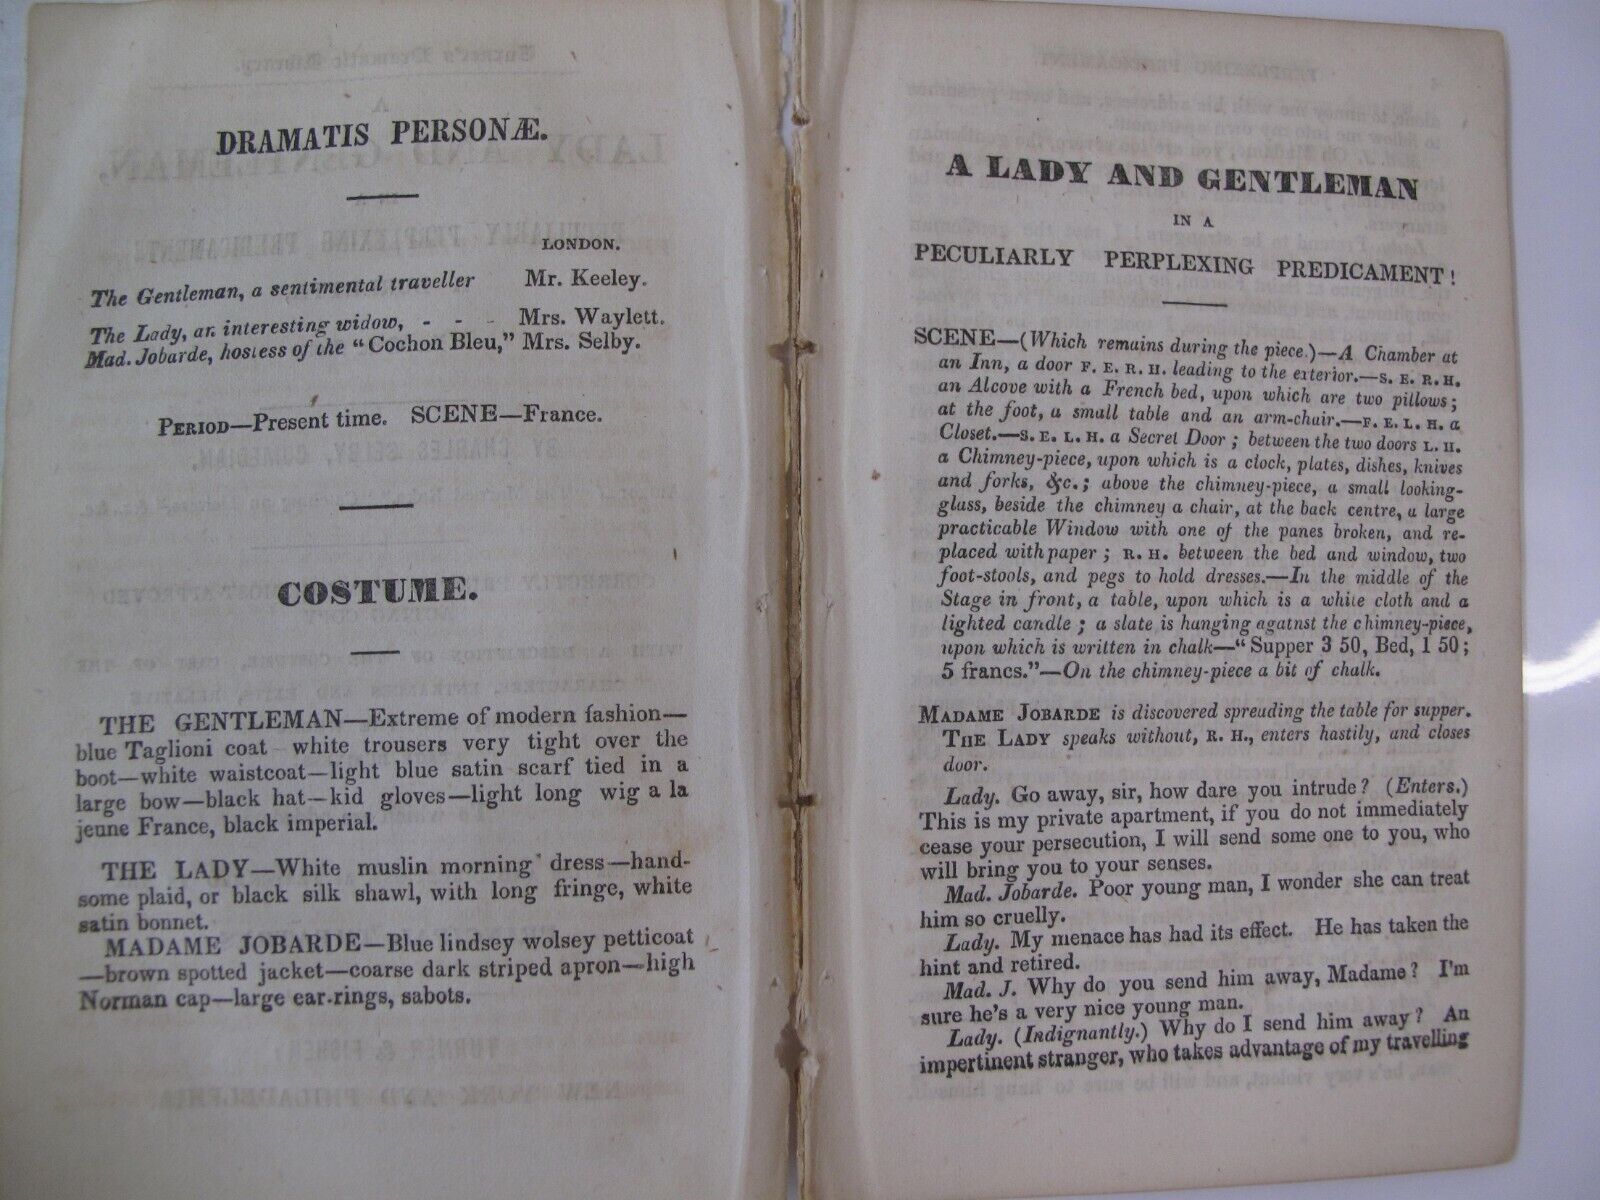 DRAMATIS PERSONÆ.
LONDON.
The Gentleman, a sentimental traveller Mr. Keeley.
The Lady, an interesting widow, - - - Mrs. Waylett.
Mad. Jobarde, hostess of the "Cochon Bleu," Mrs. Selby.
PERIOD—Present time. SCENE—France.
COSTUME.
THE GENTLEMAN—Extreme of modern fashion—
blue Taglioni coat—white trousers very tight over the
boot—white waistcoat—light blue satin scarf tied in a
large bow—black hat—kid gloves—light long wig a la
jeune France, black imperial.
THE LADY—White muslin morning dress—hand-
some plaid, or black silk shawl, with long fringe, white
satin bonnet.
MADAME JOBARDE—Blue lindsey wolsey petticoat
—brown spotted jacket—coarse dark striped apron—high
Norman cap—large ear-rings, sabots.
A LADY AND GENTLEMAN
IN A
PECULIARLY PERPLEXING PREDICAMENT!
SCENE—(Which remains during the piece.)—A Chamber at
an Inn, a door F. E. R. H. leading to the exterior.—S. E. R. H.
an Alcove with a French bed, upon which are two pillows;
at the foot, a small table and an arm-chair.—F. E. L. H. a
Closet.—S. E. L. H. a Secret Door; between the two doors L. H.
a Chimney-piece, upon which is a clock, plates, dishes, knives
and forks, &c.; above the chimney-piece, a small looking-
glass, beside the chimney a chair, at the back centre, a large
practicable Window with one of the panes broken, and re-
placed with paper; R. H. between the bed and window, two
foot-stools, and pegs to hold dresses.—In the middle of the
Stage in front, a table, upon which is a white cloth and a
lighted candle; a slate is hanging against the chimney-piece,
upon which is written in chalk—"Supper 3 50, Bed, 1 50;
5 francs."—On the chimney-piece a bit of chalk.
MADAME JOBARDE is discovered spreading the table for supper.
THE LADY speaks without, R. H., enters hastily, and closes
door.
Lady. Go away, sir, how dare you intrude? (Enters.)
This is my private apartment, if you do not immediately
cease your persecution, I will send some one to you, who
will bring you to your senses.
Mad. Jobarde. Poor young man, I wonder she can treat
him so cruelly.
Lady. My menace has had its effect. He has taken the
hint and retired.
Mad. J. Why do you send him away, Madame? I'm
sure he's a very nice young man.
Lady. (Indignantly.) Why do I send him away? An
impertinent stranger, who takes advantage of my travelling